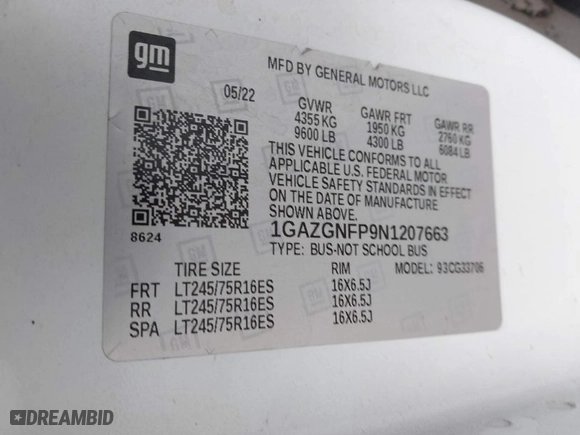 gm
MFD BY GENERAL MOTORS LLC
05/22
GVWR GAWR FRT GAWR RR
4355 KG 1950 KG 2760 KG
9600 LB 4300 LB 6084 LB
THIS VEHICLE CONFORMS TO ALL
APPLICABLE U.S. FEDERAL MOTOR
VEHICLE SAFETY STANDARDS IN EFFECT
ON THE DATE OF MANUFACTURE
SHOWN ABOVE.
8624
1GAZGNFP9N1207663
TYPE: BUS-NOT SCHOOL BUS
TIRE SIZE RIM MODEL: 93CG33706
FRT LT245/75R16ES 16X6.5J
RR LT245/75R16ES 16X6.5J
SPA LT245/75R16ES 16X6.5J
DREAMBID